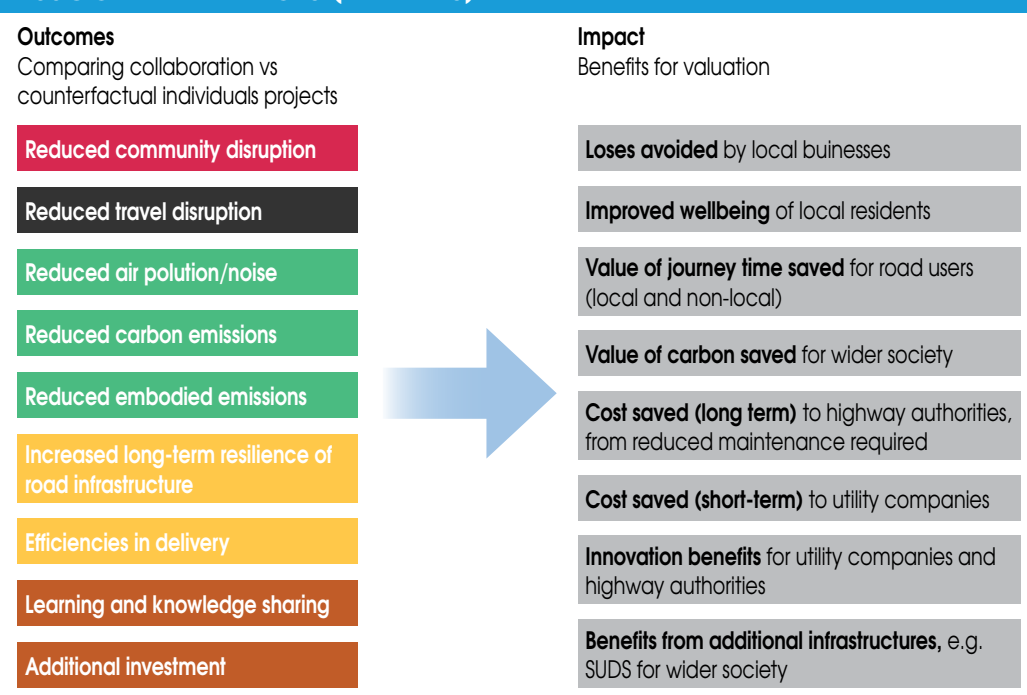 Outcomes
Comparing collaboration vs
counterfactual individuals projects
Reduced community disruption
Reduced travel disruption
Reduced air polution/noise
Reduced carbon emissions
Reduced embodied emissions
Increased long-term resilience of
road infrastructure
Efficiencies in delivery
Learning and knowledge sharing
Additional investment
Impact
Benefits for valuation
Loses avoided by local buinesses
Improved wellbeing of local residents
Value of journey time saved for road users
(local and non-local)
Value of carbon saved for wider society
Cost saved (long term) to highway authorities,
from reduced maintenance required
Cost saved (short-term) to utility companies
Innovation benefits for utility companies and
highway authorities
Benefits from additional infrastructures, e.g.
SUDS for wider society